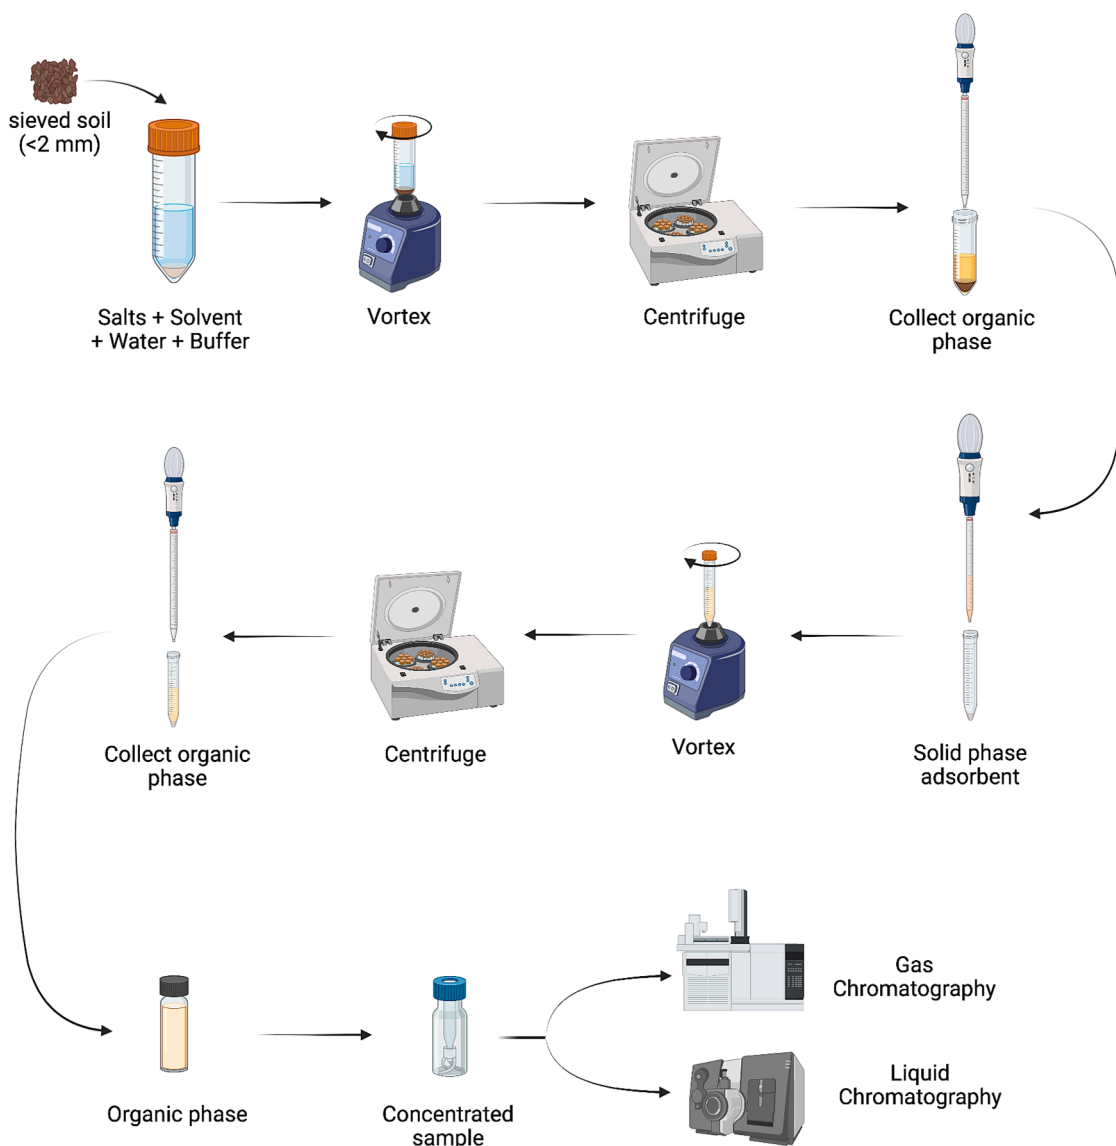 sieved soil
(<2 mm)
Salts + Solvent
+ Water + Buffer
Vortex
Centrifuge
Collect organic
phase
Collect organic
phase
Centrifuge
Vortex
Solid phase
adsorbent
Organic phase
Concentrated
sample
Gas
Chromatography
Liquid
Chromatography